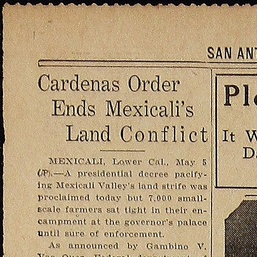 SAN ANT
Cardenas Order
Ends Mexicali's
Land Conflict
MEXICALI, Lower Cal., May 5
(AP).—A presidential decree pacify-
ing Mexicali Valley's land strife was
proclaimed today but 7,000 small-
scale farmers sat tight in their en-
campment at the governor's palace
until sure of enforcement.
As announced by Gambino V.
Pl
It W
D